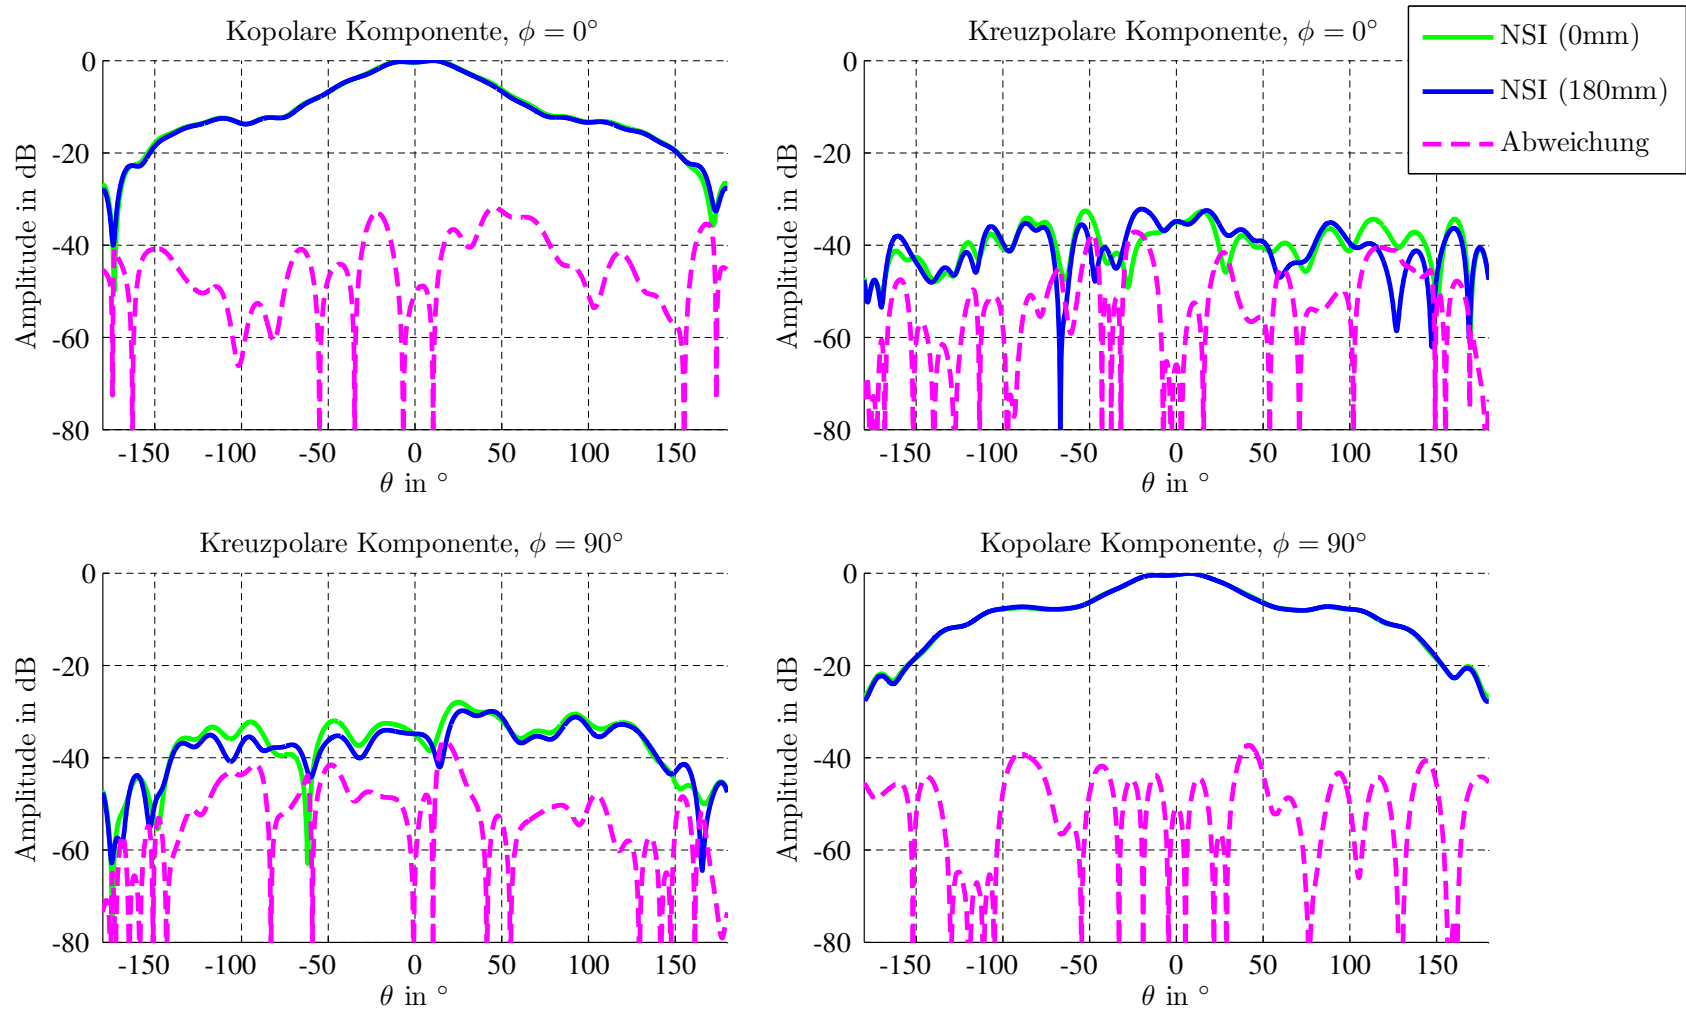 Kopolare Komponente, ϕ = 0°
Kreuzpolare Komponente, ϕ = 0°
NSI (0mm)
NSI (180mm)
Abweichung
0
-20
-40
-60
-80
Amplitude in dB
-150 -100 -50 0 50 100 150
θ in °
0
-20
-40
-60
-80
Amplitude in dB
-150 -100 -50 0 50 100 150
θ in °
Kreuzpolare Komponente, ϕ = 90°
0
-20
-40
-60
-80
Amplitude in dB
-150 -100 -50 0 50 100 150
θ in °
Kopolare Komponente, ϕ = 90°
0
-20
-40
-60
-80
Amplitude in dB
-150 -100 -50 0 50 100 150
θ in °